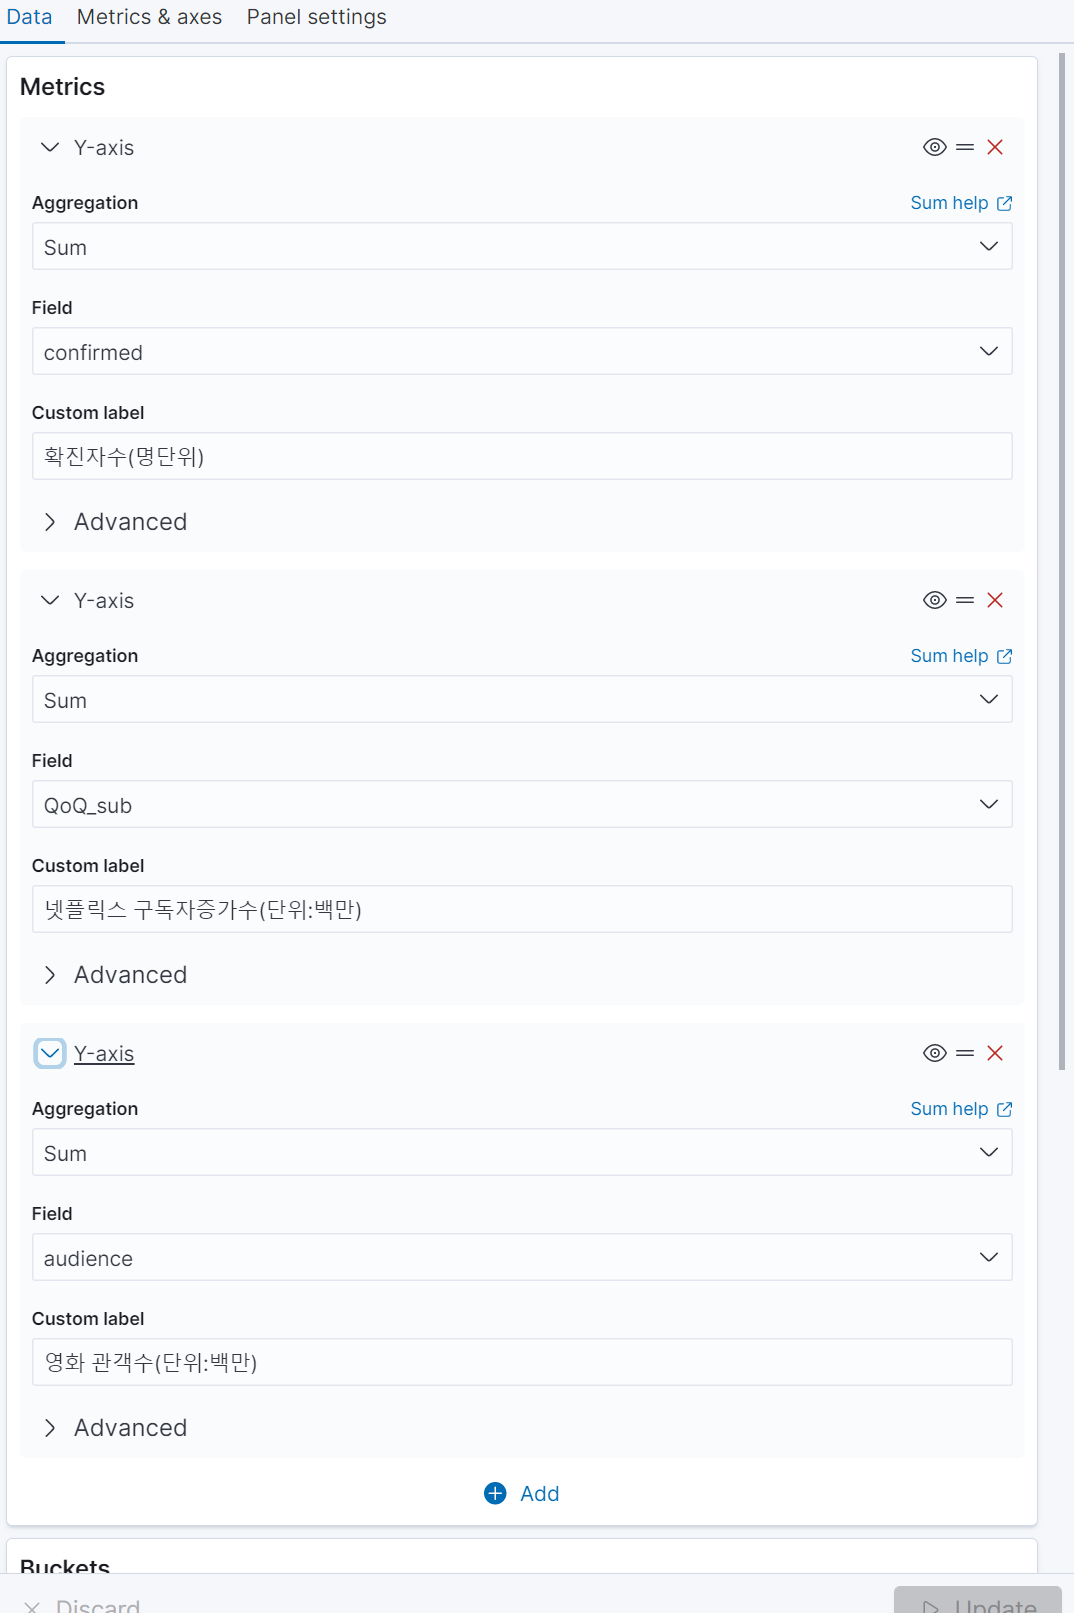 Data Metrics & axes Panel settings
Metrics
Y-axis
Aggregation Sum help
Sum
Field
confirmed
Custom label
확진자수(명단위)
Advanced
Y-axis
Aggregation Sum help
Sum
Field
QoQ_sub
Custom label
넷플릭스 구독자증가수(단위:백만)
Advanced
Y-axis
Aggregation Sum help
Sum
Field
audience
Custom label
영화 관객수(단위:백만)
Advanced
Add
Buckets
Discard Update